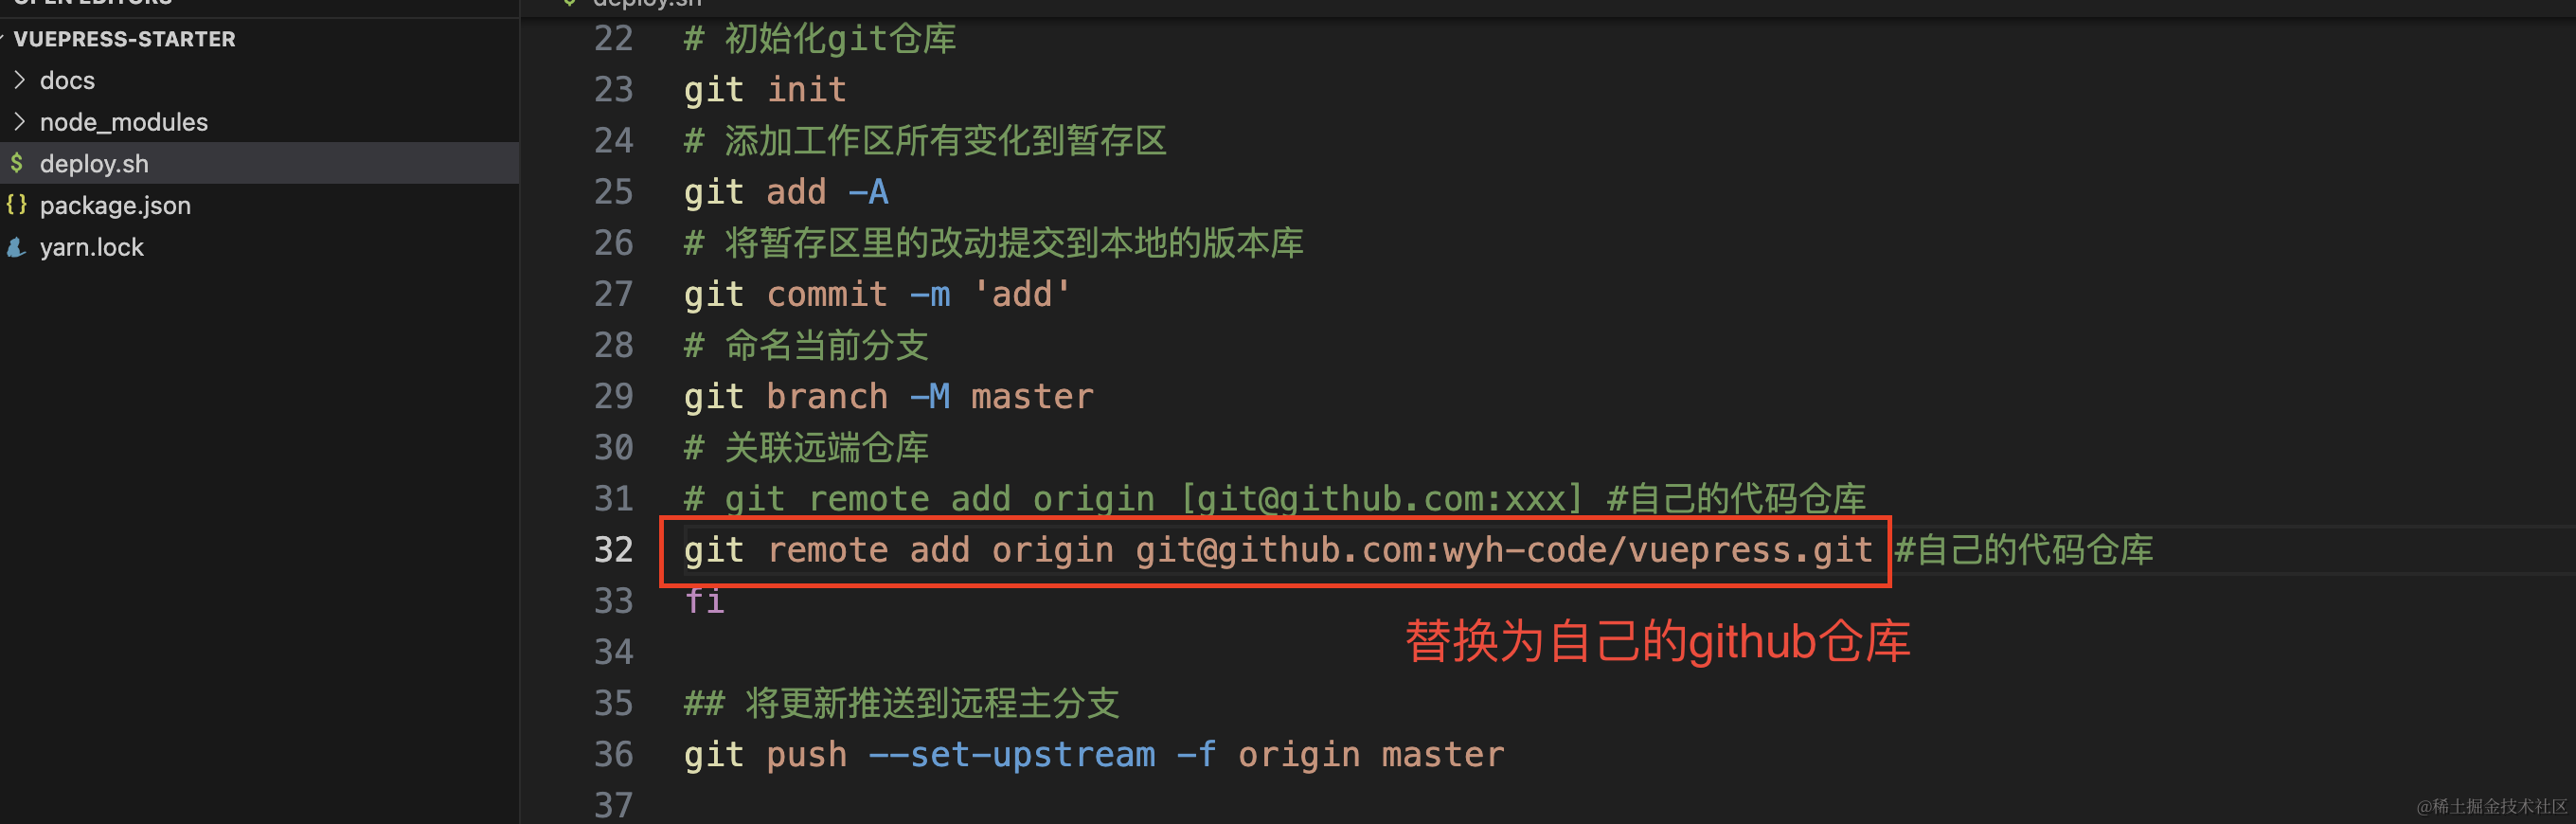 OPEN EDITORS
VUEPRESS-STARTER
docs
node_modules
deploy.sh
package.json
yarn.lock
deploy.sh
22 # 初始化git仓库
23 git init
24 # 添加工作区所有变化到暂存区
25 git add -A
26 # 将暂存区里的改动提交到本地的版本库
27 git commit -m 'add'
28 # 命名当前分支
29 git branch -M master
30 # 关联远端仓库
31 # git remote add origin [git@github.com:xxx] #自己的代码仓库
32 git remote add origin git@github.com:wyh-code/vuepress.git #自己的代码仓库
33 fi
替换为自己的github仓库
34
35 ## 将更新推送到远程主分支
36 git push --set-upstream -f origin master
37
@稀土掘金技术社区